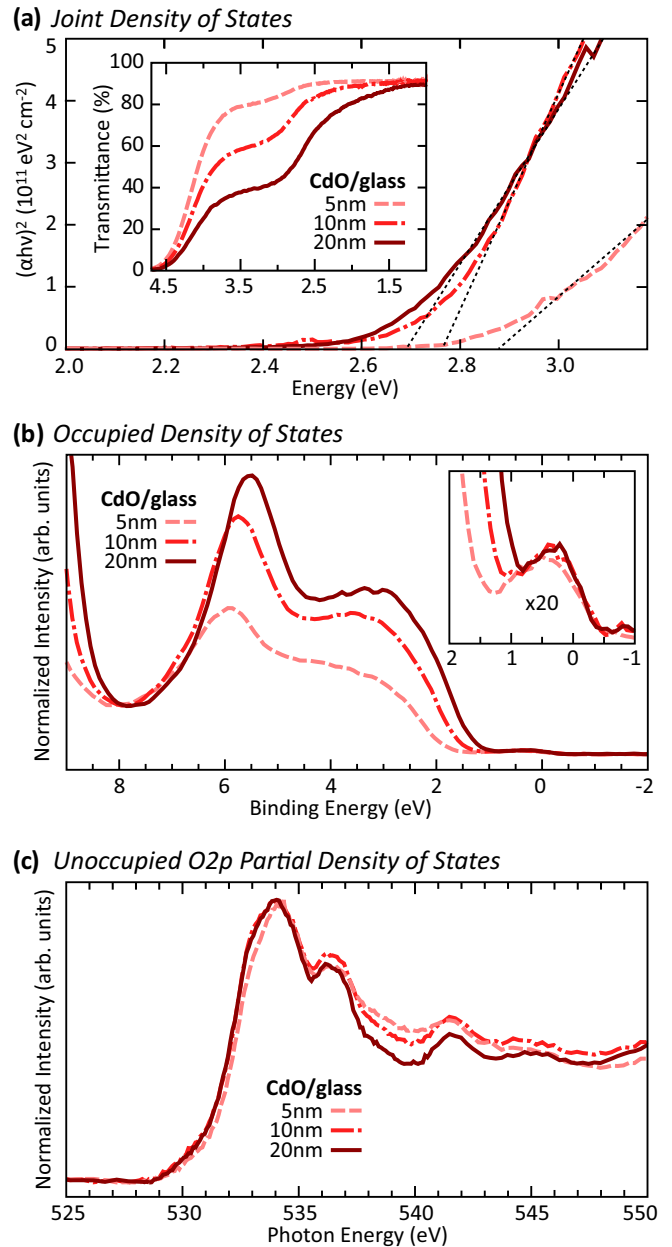 (a) Joint Density of States
(αhν)² (10¹¹ eV² cm⁻²)
5
4
3
2
1
0
2.0 2.2 2.4 2.6 2.8 3.0
Energy (eV)
Transmittance (%)
100
80
60
40
20
0
4.5 3.5 2.5 1.5
CdO/glass
5nm
10nm
20nm
(b) Occupied Density of States
Normalized Intensity (arb. units)
CdO/glass
5nm
10nm
20nm
x20
2 1 0 -1
8 6 4 2 0 -2
Binding Energy (eV)
(c) Unoccupied O2p Partial Density of States
Normalized Intensity (arb. units)
CdO/glass
5nm
10nm
20nm
525 530 535 540 545 550
Photon Energy (eV)